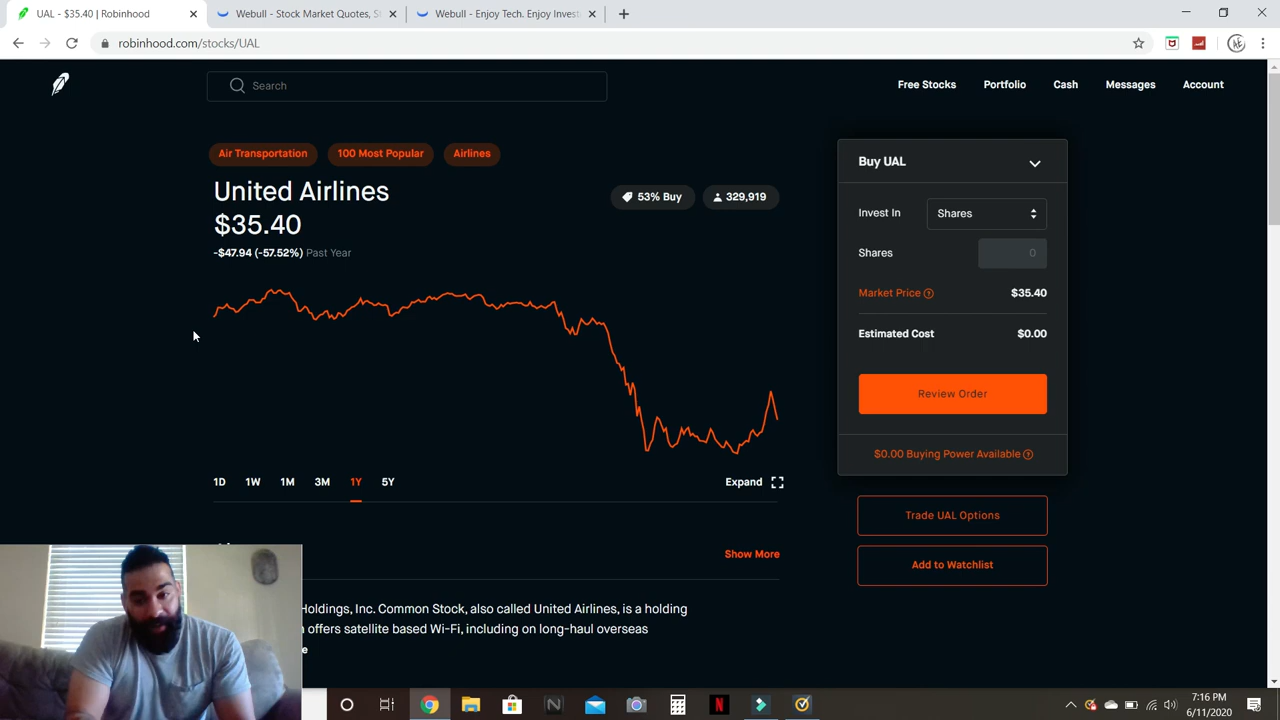 UAL - $35.40 | Robinhood
Webull - Stock Market Quotes, S
Webull - Enjoy Tech. Enjoy Invest
robinhood.com/stocks/UAL
Search
Free Stocks
Portfolio
Cash
Messages
Account
Air Transportation
100 Most Popular
Airlines
United Airlines
$35.40
-$47.94 (-57.52%) Past Year
53% Buy
329,919
Buy UAL
Invest In
Shares
Shares
0
Market Price
$35.40
Estimated Cost
$0.00
Review Order
$0.00 Buying Power Available
Trade UAL Options
Add to Watchlist
1D
1W
1M
3M
1Y
5Y
Expand
Show More
Holdings, Inc. Common Stock, also called United Airlines, is a holding
offers satellite based Wi-Fi, including on long-haul overseas
7:16 PM
6/11/2020